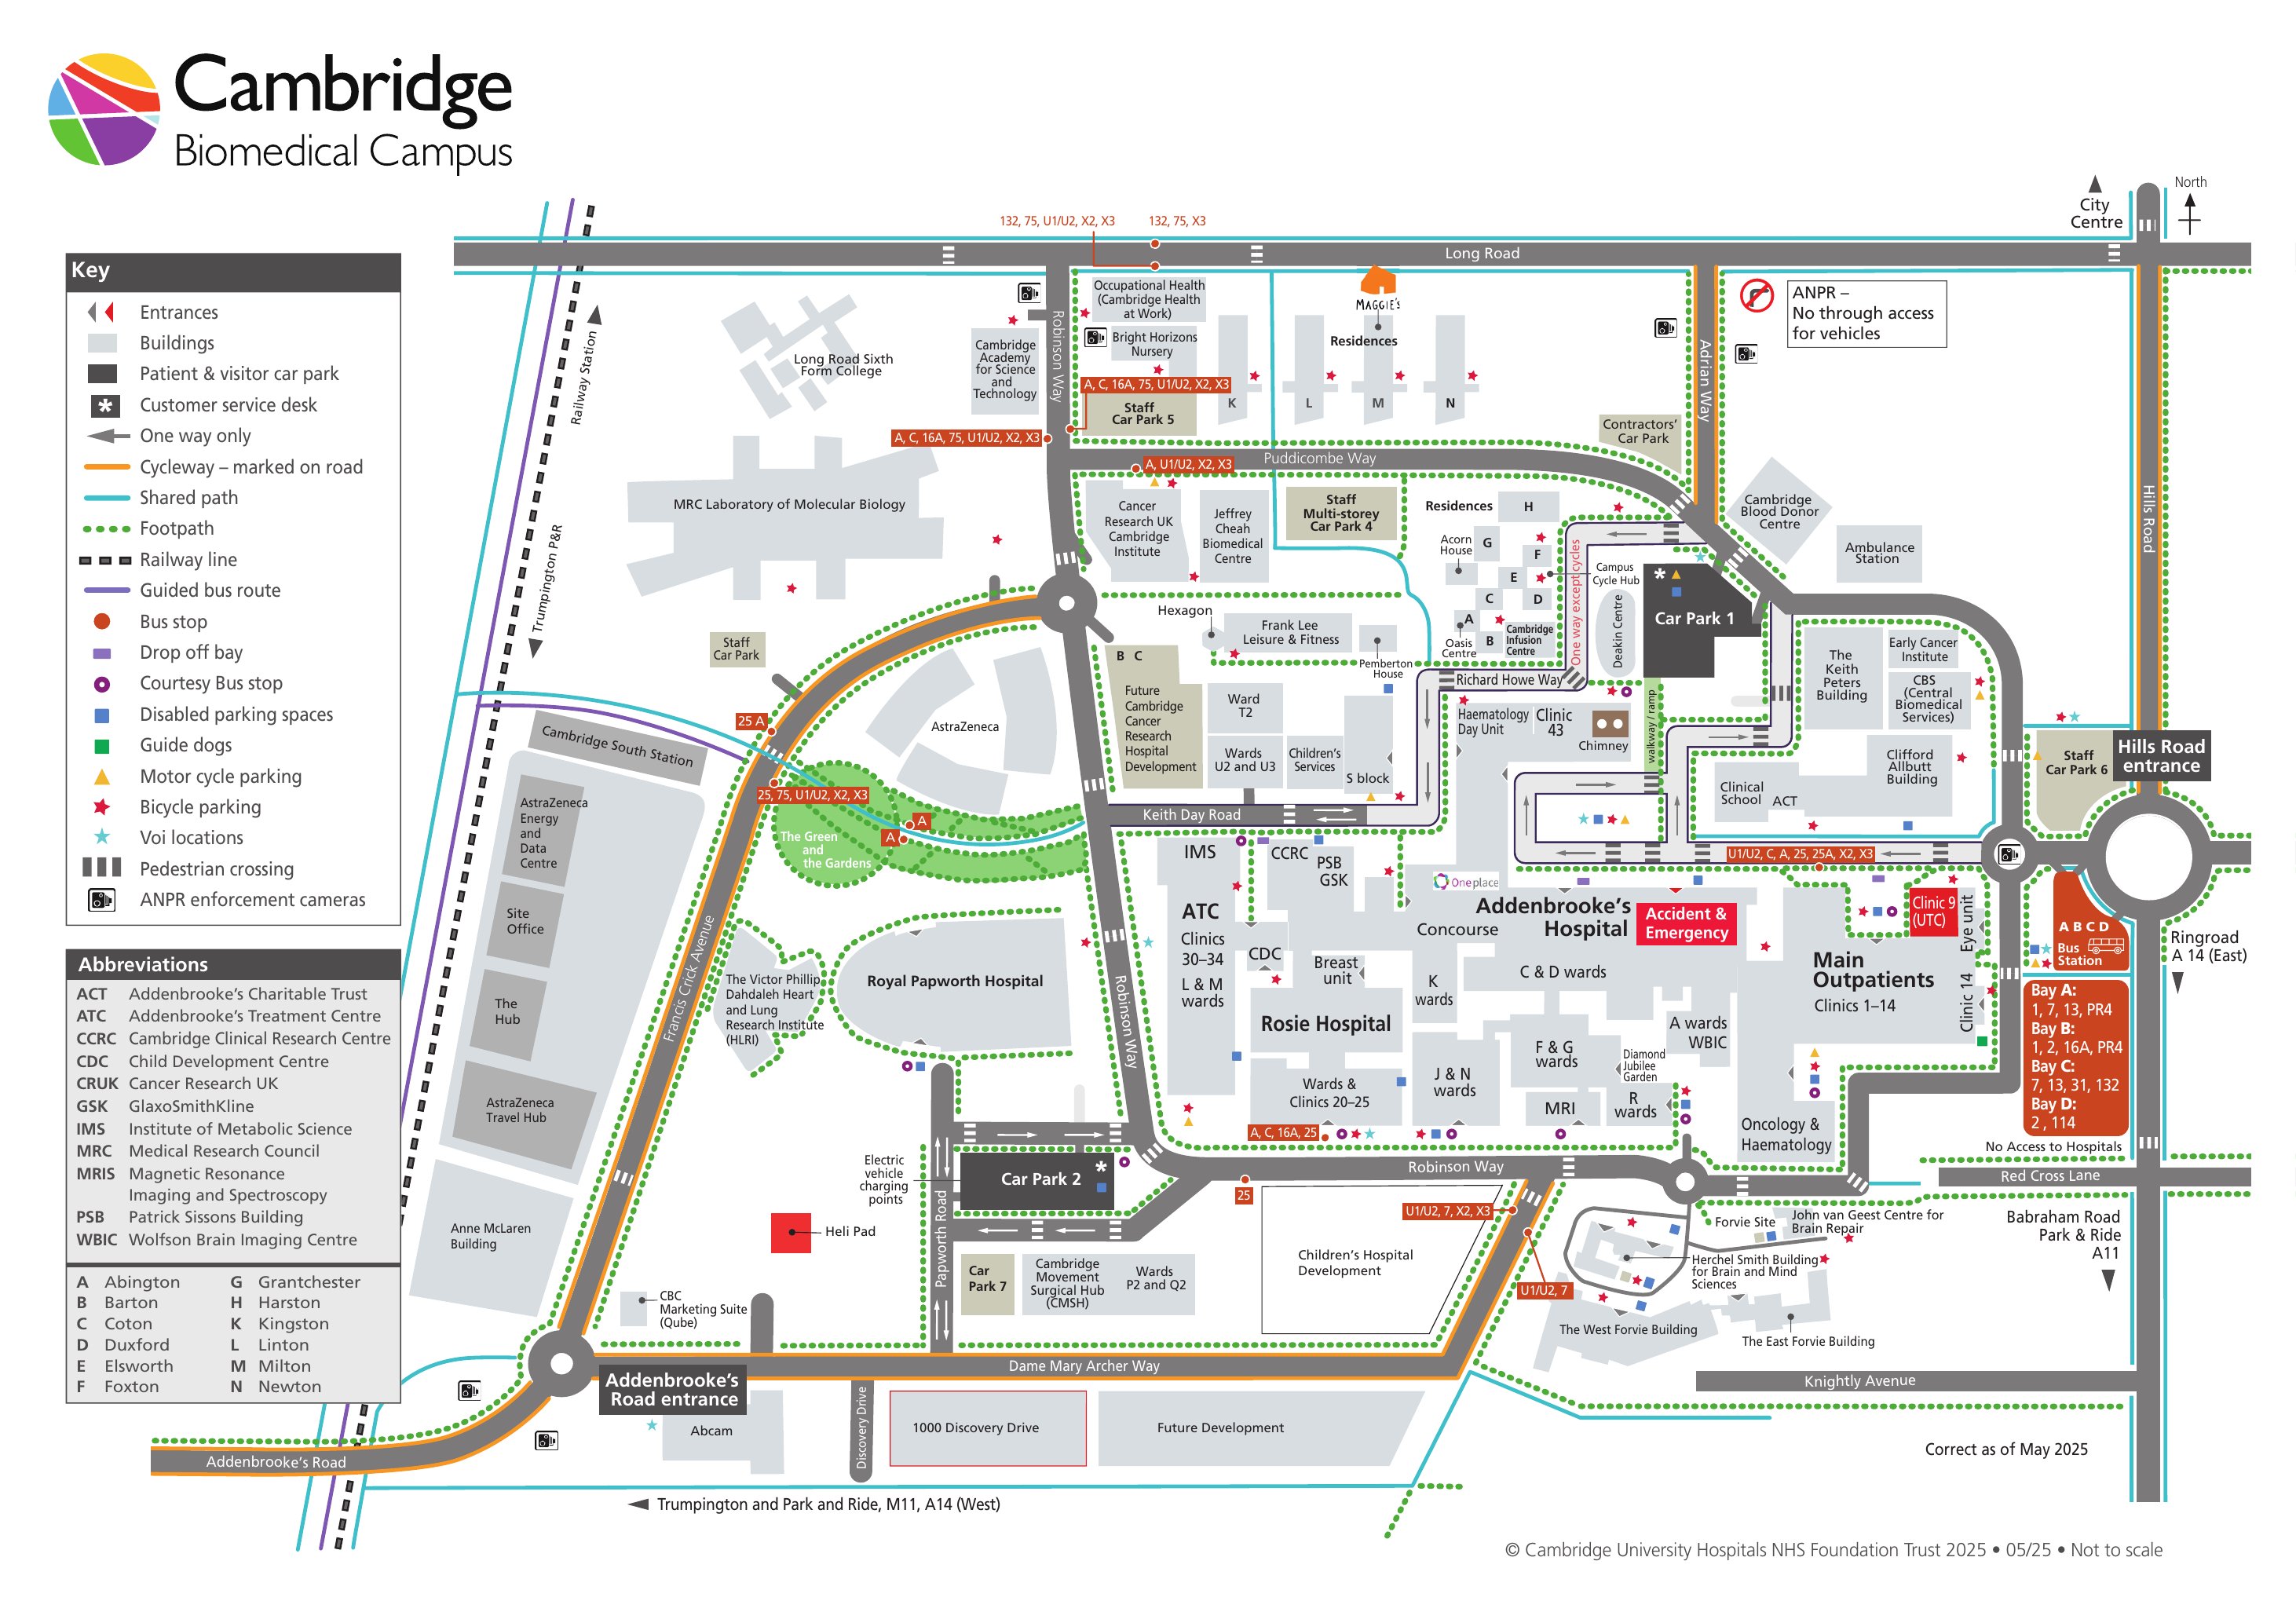 Cambridge
Biomedical Campus
Key
Entrances
Buildings
Patient & visitor car park
*
Customer service desk
One way only
Cycleway – marked on road
Shared path
Footpath
Railway line
Guided bus route
Bus stop
Drop off bay
Courtesy Bus stop
Disabled parking spaces
Guide dogs
Motor cycle parking
Bicycle parking
Voi locations
Pedestrian crossing
ANPR enforcement cameras
Abbreviations
ACT Addenbrooke's Charitable Trust
ATC Addenbrooke's Treatment Centre
CCRC Cambridge Clinical Research Centre
CDC Child Development Centre
CRUK Cancer Research UK
GSK GlaxoSmithKline
IMS Institute of Metabolic Science
MRC Medical Research Council
MRIS Magnetic Resonance
Imaging and Spectroscopy
PSB Patrick Sissons Building
WBIC Wolfson Brain Imaging Centre
A Abington G Grantchester
B Barton H Harston
C Coton K Kingston
D Duxford L Linton
E Elsworth M Milton
F Foxton N Newton
City
Centre
North
132, 75, U1/U2, X2, X3
132, 75, X3
Long Road
Railway Station
Trumpington P&R
Long Road Sixth
Form College
Cambridge
Academy
for Science
and
Technology
Robinson Way
Occupational Health
(Cambridge Health
at Work)
Bright Horizons
Nursery
A, C, 16A, 75, U1/U2, X2, X3
Staff
Car Park 5
A, C, 16A, 75, U1/U2, X2, X3
MAGGIE'S
Residences
K
L
M
N
Contractors'
Car Park
Adrian Way
ANPR –
No through access
for vehicles
Hills Road
Puddicombe Way
A, U1/U2, X2, X3
MRC Laboratory of Molecular Biology
Cancer
Research UK
Cambridge
Institute
Jeffrey
Cheah
Biomedical
Centre
Staff
Multi-storey
Car Park 4
Residences
H
Acorn
House
G
F
E
C
D
A
B
Oasis
Centre
Cambridge
Infusion
Centre
Campus
Cycle Hub
One way except cycles
Deakin Centre
*
Car Park 1
Cambridge
Blood Donor
Centre
Ambulance
Station
The
Keith
Peters
Building
Early Cancer
Institute
CBS
(Central
Biomedical
Services)
Hexagon
Frank Lee
Leisure & Fitness
Pemberton
House
Staff
Car Park
B C
Future
Cambridge
Cancer
Research
Hospital
Development
Ward
T2
Wards
U2 and U3
Children's
Services
S block
Richard Howe Way
Haematology
Day Unit
Clinic
43
Chimney
walkway / ramp
Clifford
Allbutt
Building
Clinical
School
ACT
Staff
Car Park 6
Hills Road
entrance
25 A
AstraZeneca
Cambridge South Station
25, 75, U1/U2, X2, X3
A
A
The Green
and
the Gardens
Keith Day Road
U1/U2, C, A, 25, 25A, X2, X3
AstraZeneca
Energy
and
Data
Centre
Site
Office
The
Hub
AstraZeneca
Travel Hub
Anne McLaren
Building
Francis Crick Avenue
IMS
CCRC
PSB
GSK
ATC
Clinics
30–34
L & M
wards
CDC
Breast
unit
Rosie Hospital
Wards &
Clinics 20–25
Oneplace
Addenbrooke's
Hospital
Concourse
Accident &
Emergency
K
wards
C & D wards
F & G
wards
J & N
wards
MRI
A wards
WBIC
Diamond
Jubilee
Garden
R
wards
Clinic 9
(UTC)
Eye unit
Main
Outpatients
Clinics 1–14
Clinic 14
Oncology &
Haematology
A B C D
Bus
Station
Bay A:
1, 7, 13, PR4
Bay B:
1, 2, 16A, PR4
Bay C:
7, 13, 31, 132
Bay D:
2 , 114
Ringroad
A 14 (East)
No Access to Hospitals
Red Cross Lane
The Victor Phillip
Dahdaleh Heart
and Lung
Research Institute
(HLRI)
Royal Papworth Hospital
Robinson Way
A, C, 16A, 25
Robinson Way
25
Electric
vehicle
charging
points
*
Car Park 2
Papworth Road
Heli Pad
Car
Park 7
Cambridge
Movement
Surgical Hub
(CMSH)
Wards
P2 and Q2
Children's Hospital
Development
U1/U2, 7, X2, X3
U1/U2, 7
Forvie Site
John van Geest Centre for
Brain Repair
Herchel Smith Building
for Brain and Mind
Sciences
The West Forvie Building
The East Forvie Building
Babraham Road
Park & Ride
A11
Knightly Avenue
CBC
Marketing Suite
(Qube)
Dame Mary Archer Way
Addenbrooke's
Road entrance
Abcam
Discovery Drive
1000 Discovery Drive
Future Development
Addenbrooke's Road
Trumpington and Park and Ride, M11, A14 (West)
Correct as of May 2025
© Cambridge University Hospitals NHS Foundation Trust 2025 • 05/25 • Not to scale